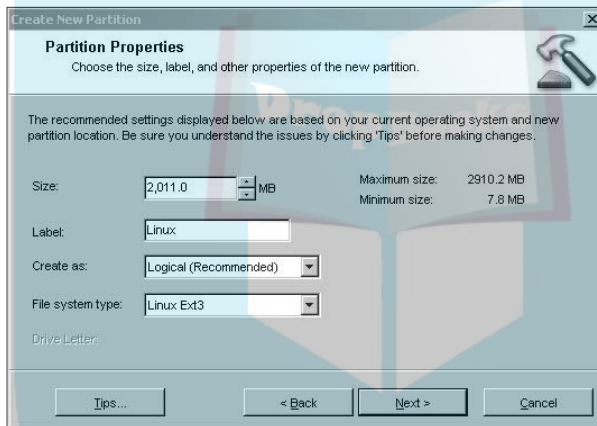 Create New Partition
Partition Properties
Choose the size, label, and other properties of the new partition.
The recommended settings displayed below are based on your current operating system and new
partition location. Be sure you understand the issues by clicking 'Tips' before making changes.
Size: 2,011.0 MB
Maximum size: 2910.2 MB
Minimum size: 7.8 MB
Label: Linux
Create as: Logical (Recommended)
File system type: Linux Ext3
Drive Letter:
Tips... < Back Next > Cancel